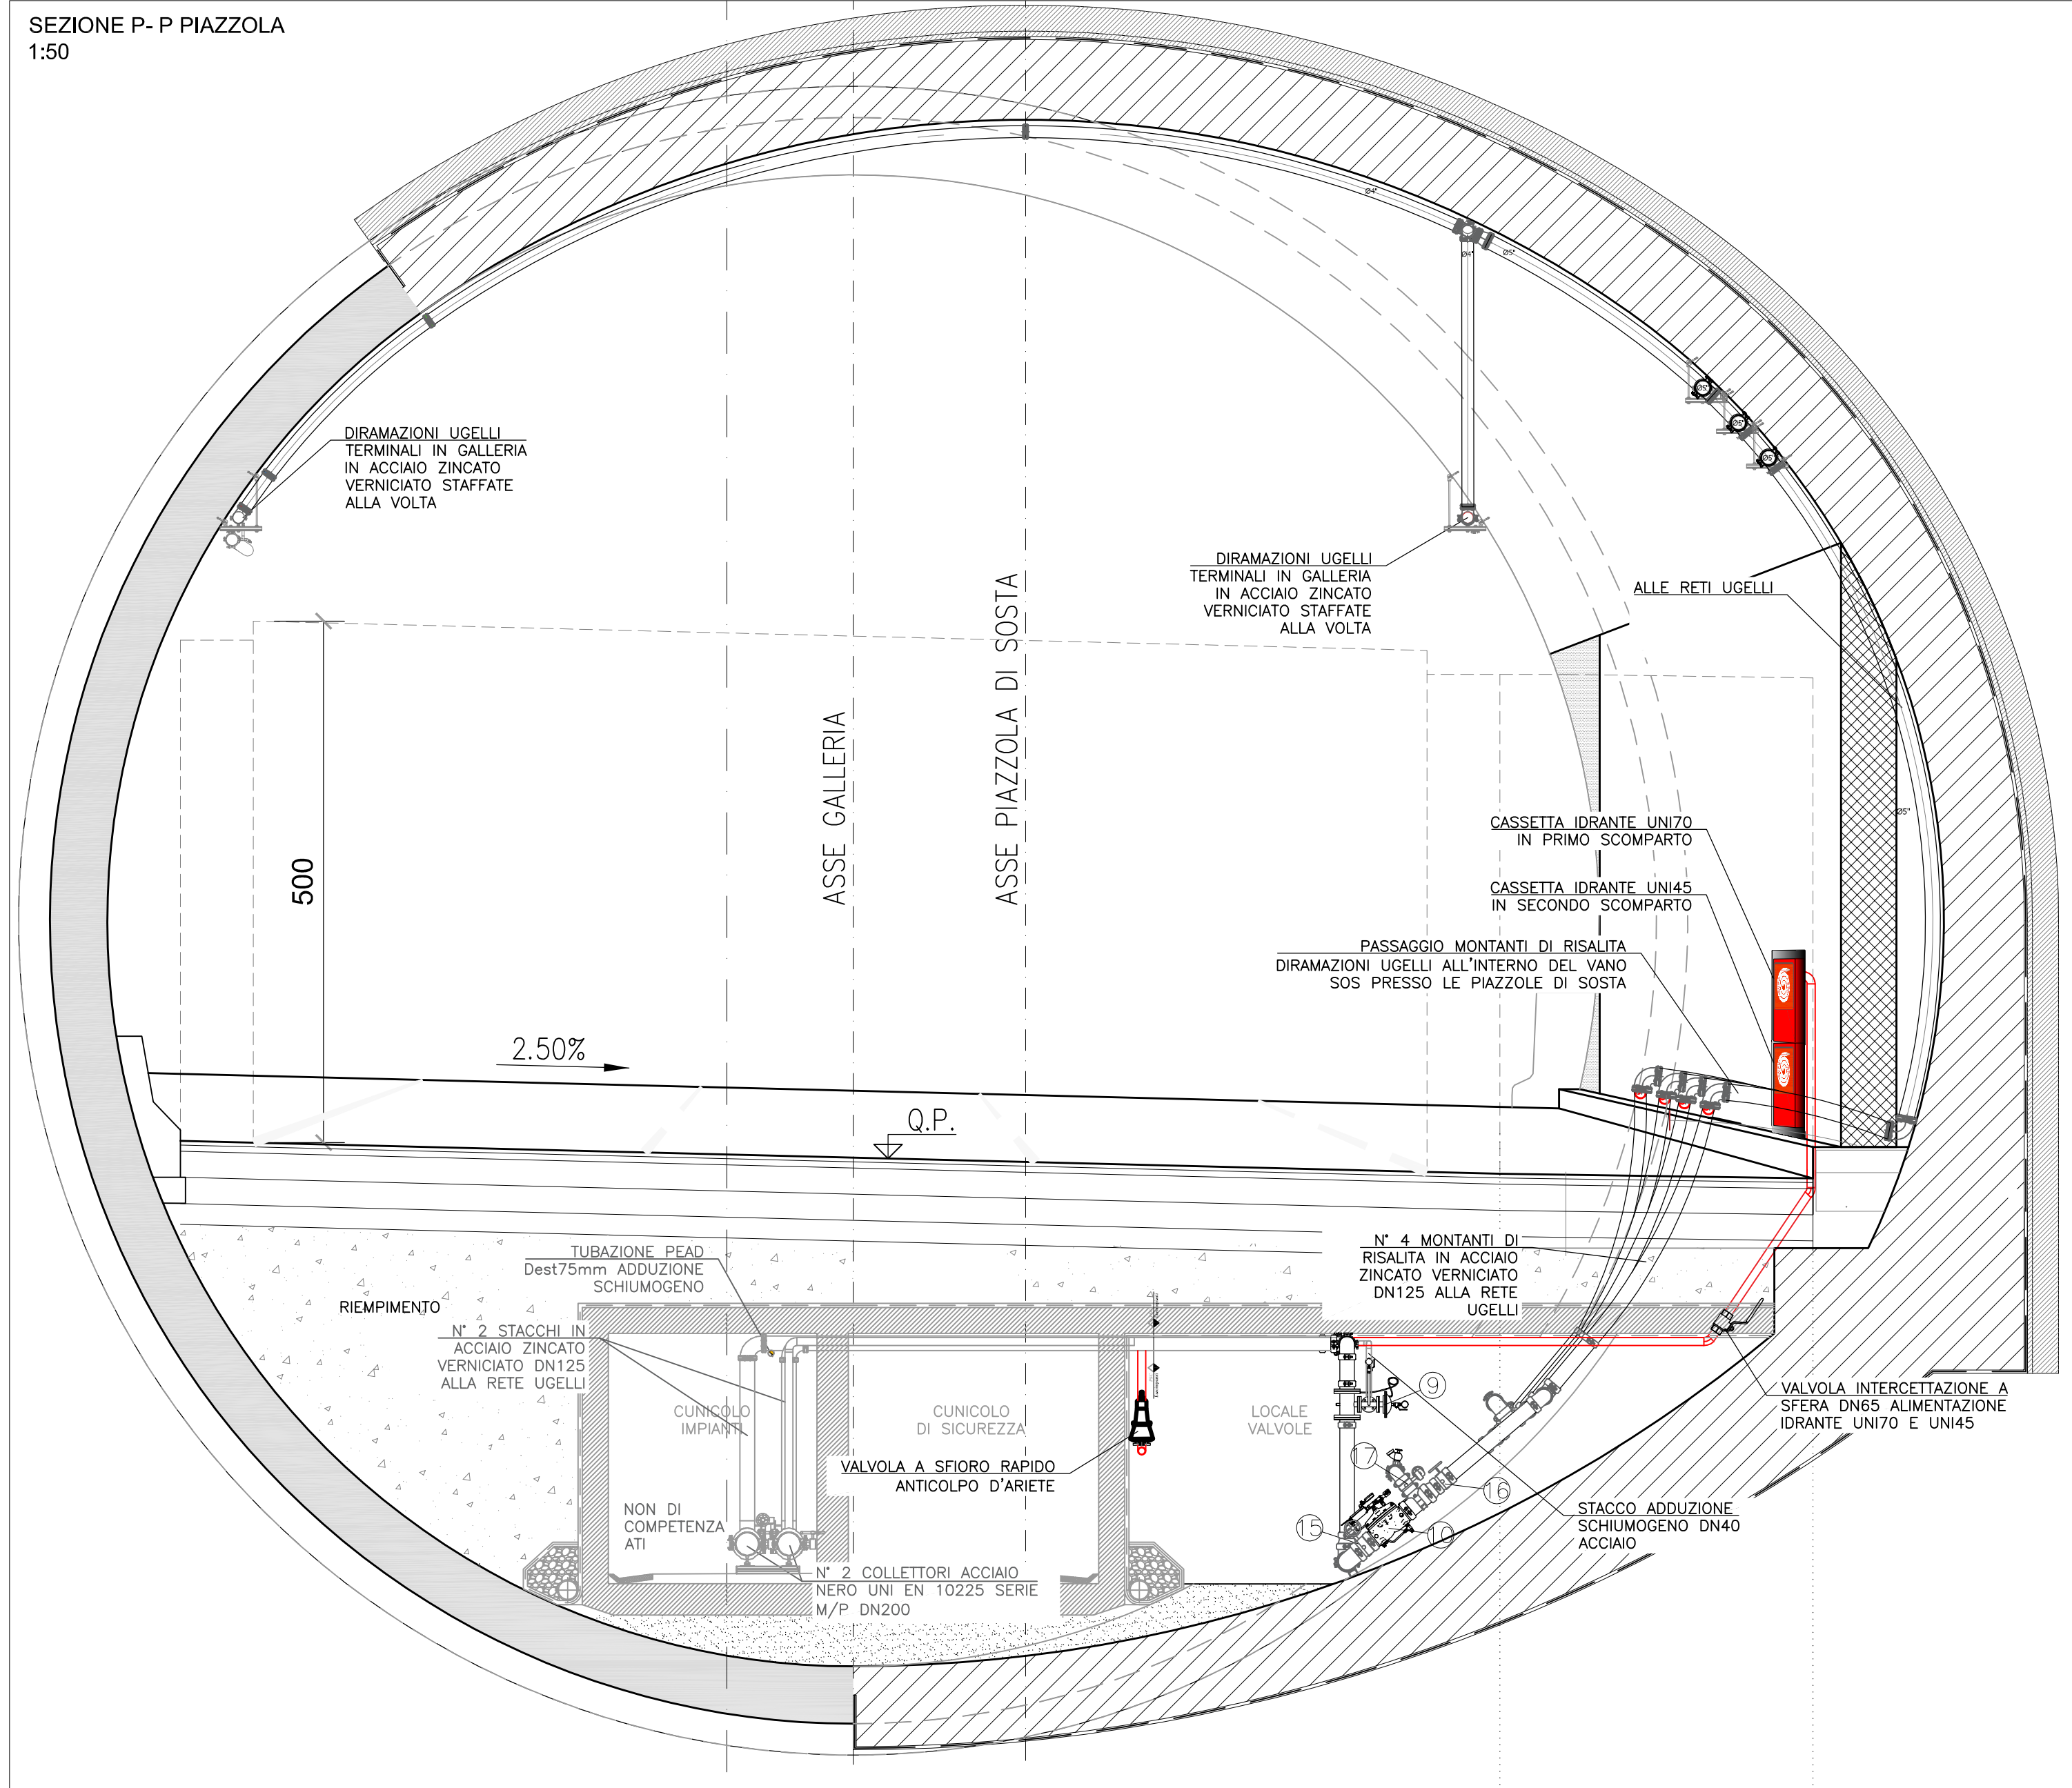 SEZIONE P- P PIAZZOLA
1:50
Ø4"
Ø4"
Ø5"
Ø5"
Ø5"
Ø5"
DIRAMAZIONI UGELLI
TERMINALI IN GALLERIA
IN ACCIAIO ZINCATO
VERNICIATO STAFFATE
ALLA VOLTA
DIRAMAZIONI UGELLI
TERMINALI IN GALLERIA
IN ACCIAIO ZINCATO
VERNICIATO STAFFATE
ALLA VOLTA
ALLE RETI UGELLI
ASSE GALLERIA
ASSE PIAZZOLA DI SOSTA
500
Ø5"
CASSETTA IDRANTE UNI70
IN PRIMO SCOMPARTO
CASSETTA IDRANTE UNI45
IN SECONDO SCOMPARTO
PASSAGGIO MONTANTI DI RISALITA
DIRAMAZIONI UGELLI ALL'INTERNO DEL VANO
SOS PRESSO LE PIAZZOLE DI SOSTA
2.50%
Q.P.
TUBAZIONE PEAD
Dest75mm ADDUZIONE
SCHIUMOGENO
RIEMPIMENTO
N° 2 STACCHI IN
ACCIAIO ZINCATO
VERNICIATO DN125
ALLA RETE UGELLI
N° 4 MONTANTI DI
RISALITA IN ACCIAIO
ZINCATO VERNICIATO
DN125 ALLA RETE
UGELLI
CUNICOLO
IMPIANTI
CUNICOLO
DI SICUREZZA
LOCALE
VALVOLE
9
VALVOLA INTERCETTAZIONE A
SFERA DN65 ALIMENTAZIONE
IDRANTE UNI70 E UNI45
VALVOLA A SFIORO RAPIDO
ANTICOLPO D'ARIETE
17
16
15
10
NON DI
COMPETENZA
ATI
STACCO ADDUZIONE
SCHIUMOGENO DN40
ACCIAIO
N° 2 COLLETTORI ACCIAIO
NERO UNI EN 10225 SERIE
M/P DN200